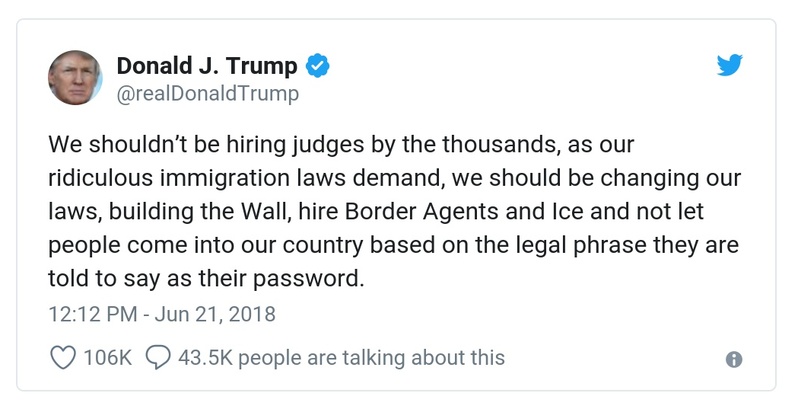 Donald J. Trump
@realDonaldTrump
We shouldn’t be hiring judges by the thousands, as our
ridiculous immigration laws demand, we should be changing our
laws, building the Wall, hire Border Agents and Ice and not let
people come into our country based on the legal phrase they are
told to say as their password.
12:12 PM - Jun 21, 2018
106K 43.5K people are talking about this